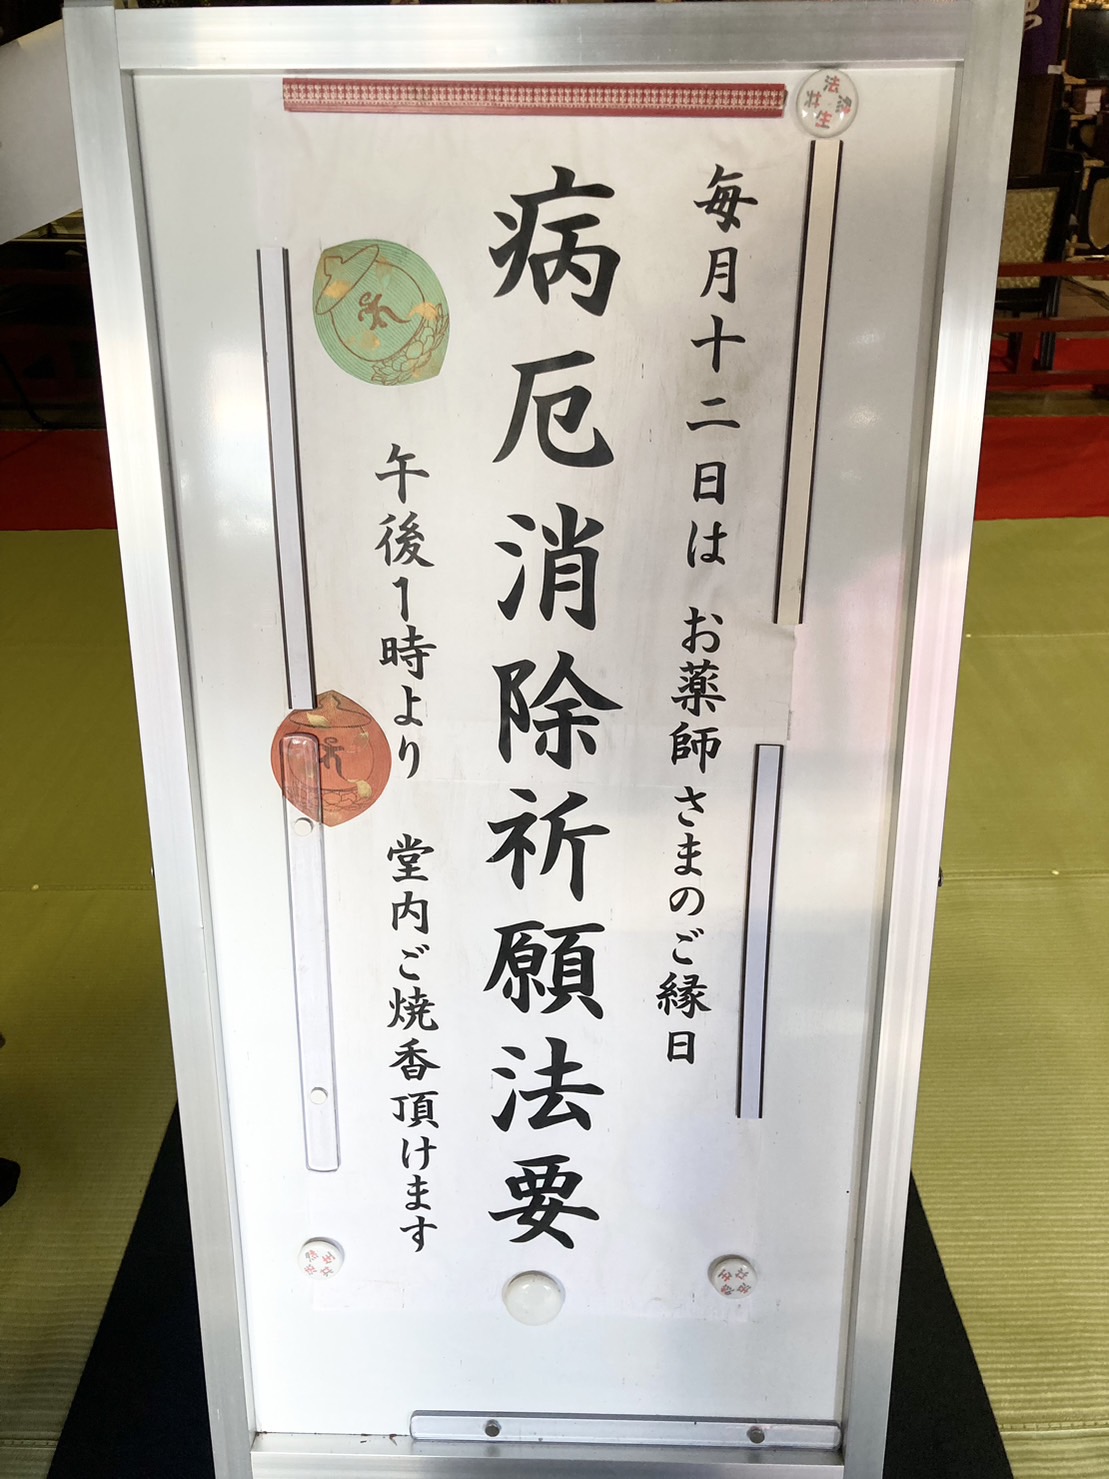 毎月十二日は お薬師さまのご縁日
病厄消除祈願法要
午後1時より 堂内ご焼香頂けます